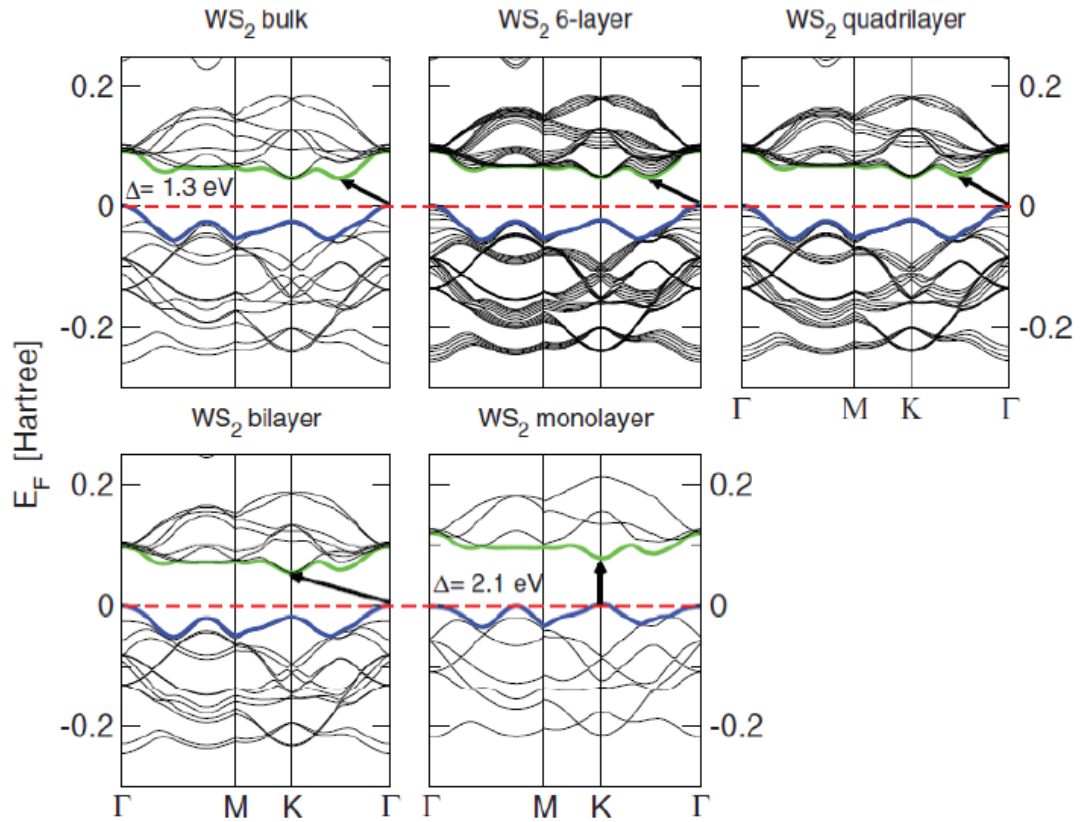 WS₂ bulk
WS₂ 6-layer
WS₂ quadrilayer
0.2
0
-0.2
Δ= 1.3 eV
0.2
0
-0.2
Γ M K Γ
E_F [Hartree]
WS₂ bilayer
WS₂ monolayer
0.2
0
-0.2
Δ= 2.1 eV
0.2
0
-0.2
Γ M K Γ
Γ M K Γ